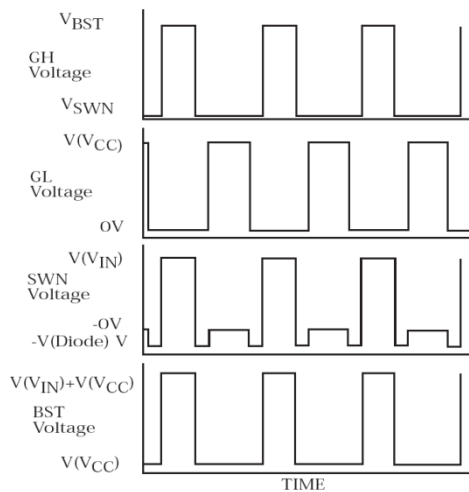 VBST
GH
Voltage
VSWN
V(VCC)
GL
Voltage
0V
V(VIN)
SWN
Voltage
-0V
-V(Diode) V
V(VIN)+V(VCC)
BST
Voltage
V(VCC)
TIME